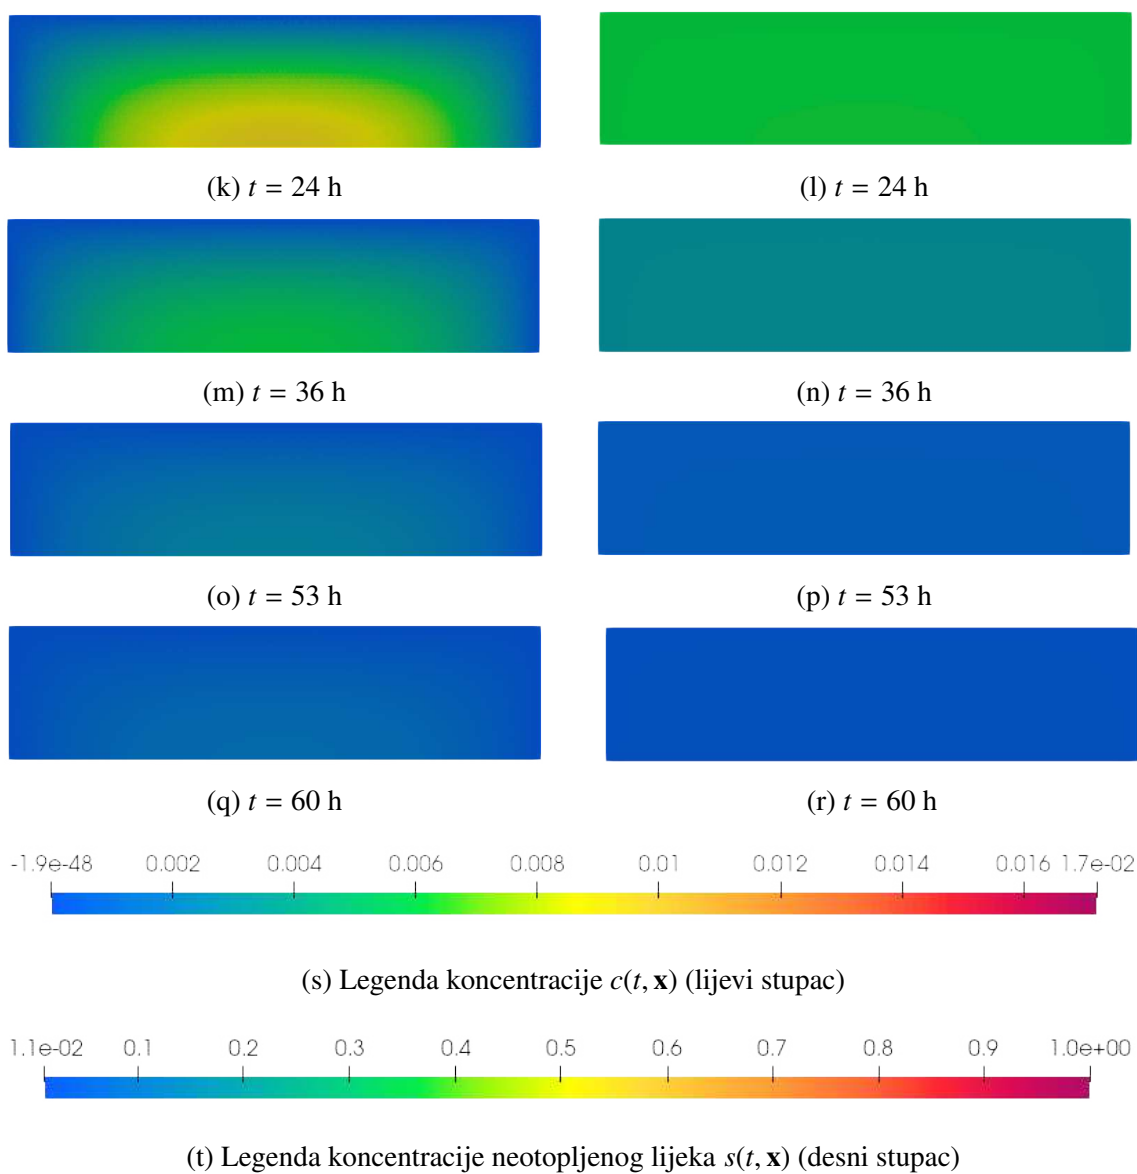 (k) t = 24 h
(l) t = 24 h
(m) t = 36 h
(n) t = 36 h
(o) t = 53 h
(p) t = 53 h
(q) t = 60 h
(r) t = 60 h
-1.9e-48 0.002 0.004 0.006 0.008 0.01 0.012 0.014 0.016 1.7e-02
(s) Legenda koncentracije c(t, x) (lijevi stupac)
1.1e-02 0.1 0.2 0.3 0.4 0.5 0.6 0.7 0.8 0.9 1.0e+00
(t) Legenda koncentracije neotopljenog lijeka s(t, x) (desni stupac)